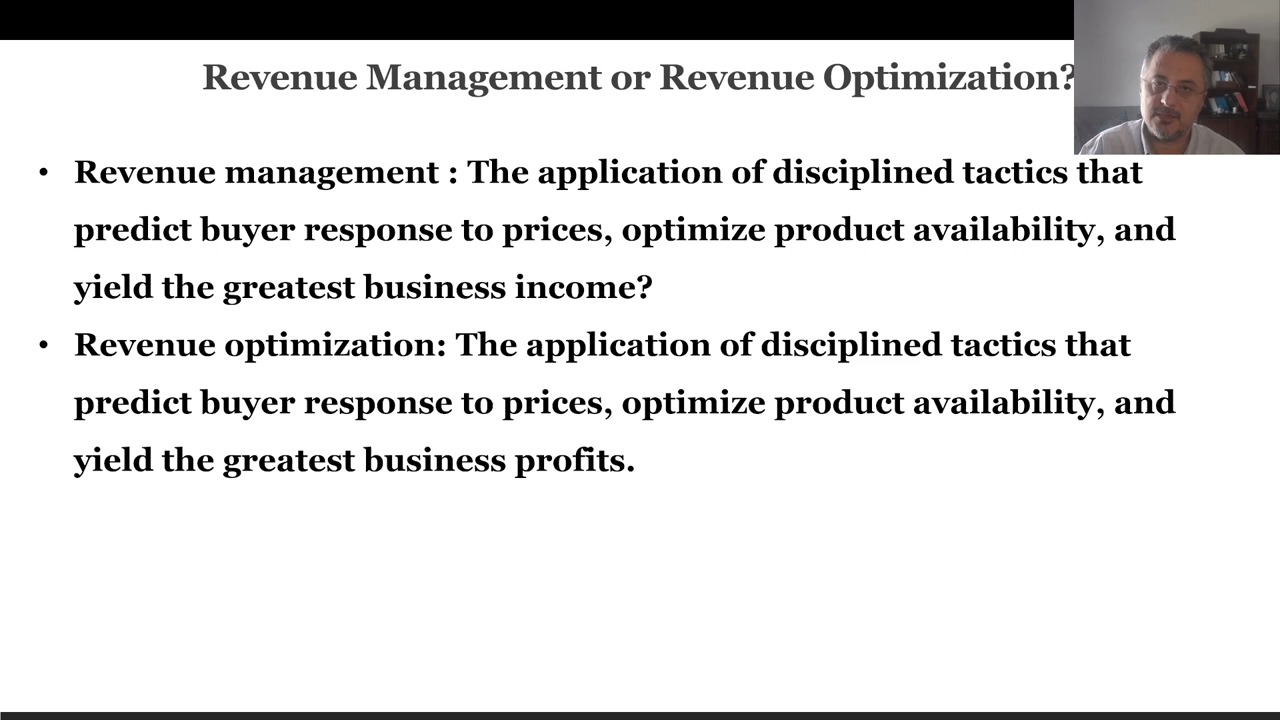 Revenue Management or Revenue Optimization?
• Revenue management : The application of disciplined tactics that
predict buyer response to prices, optimize product availability, and
yield the greatest business income?
• Revenue optimization: The application of disciplined tactics that
predict buyer response to prices, optimize product availability, and
yield the greatest business profits.